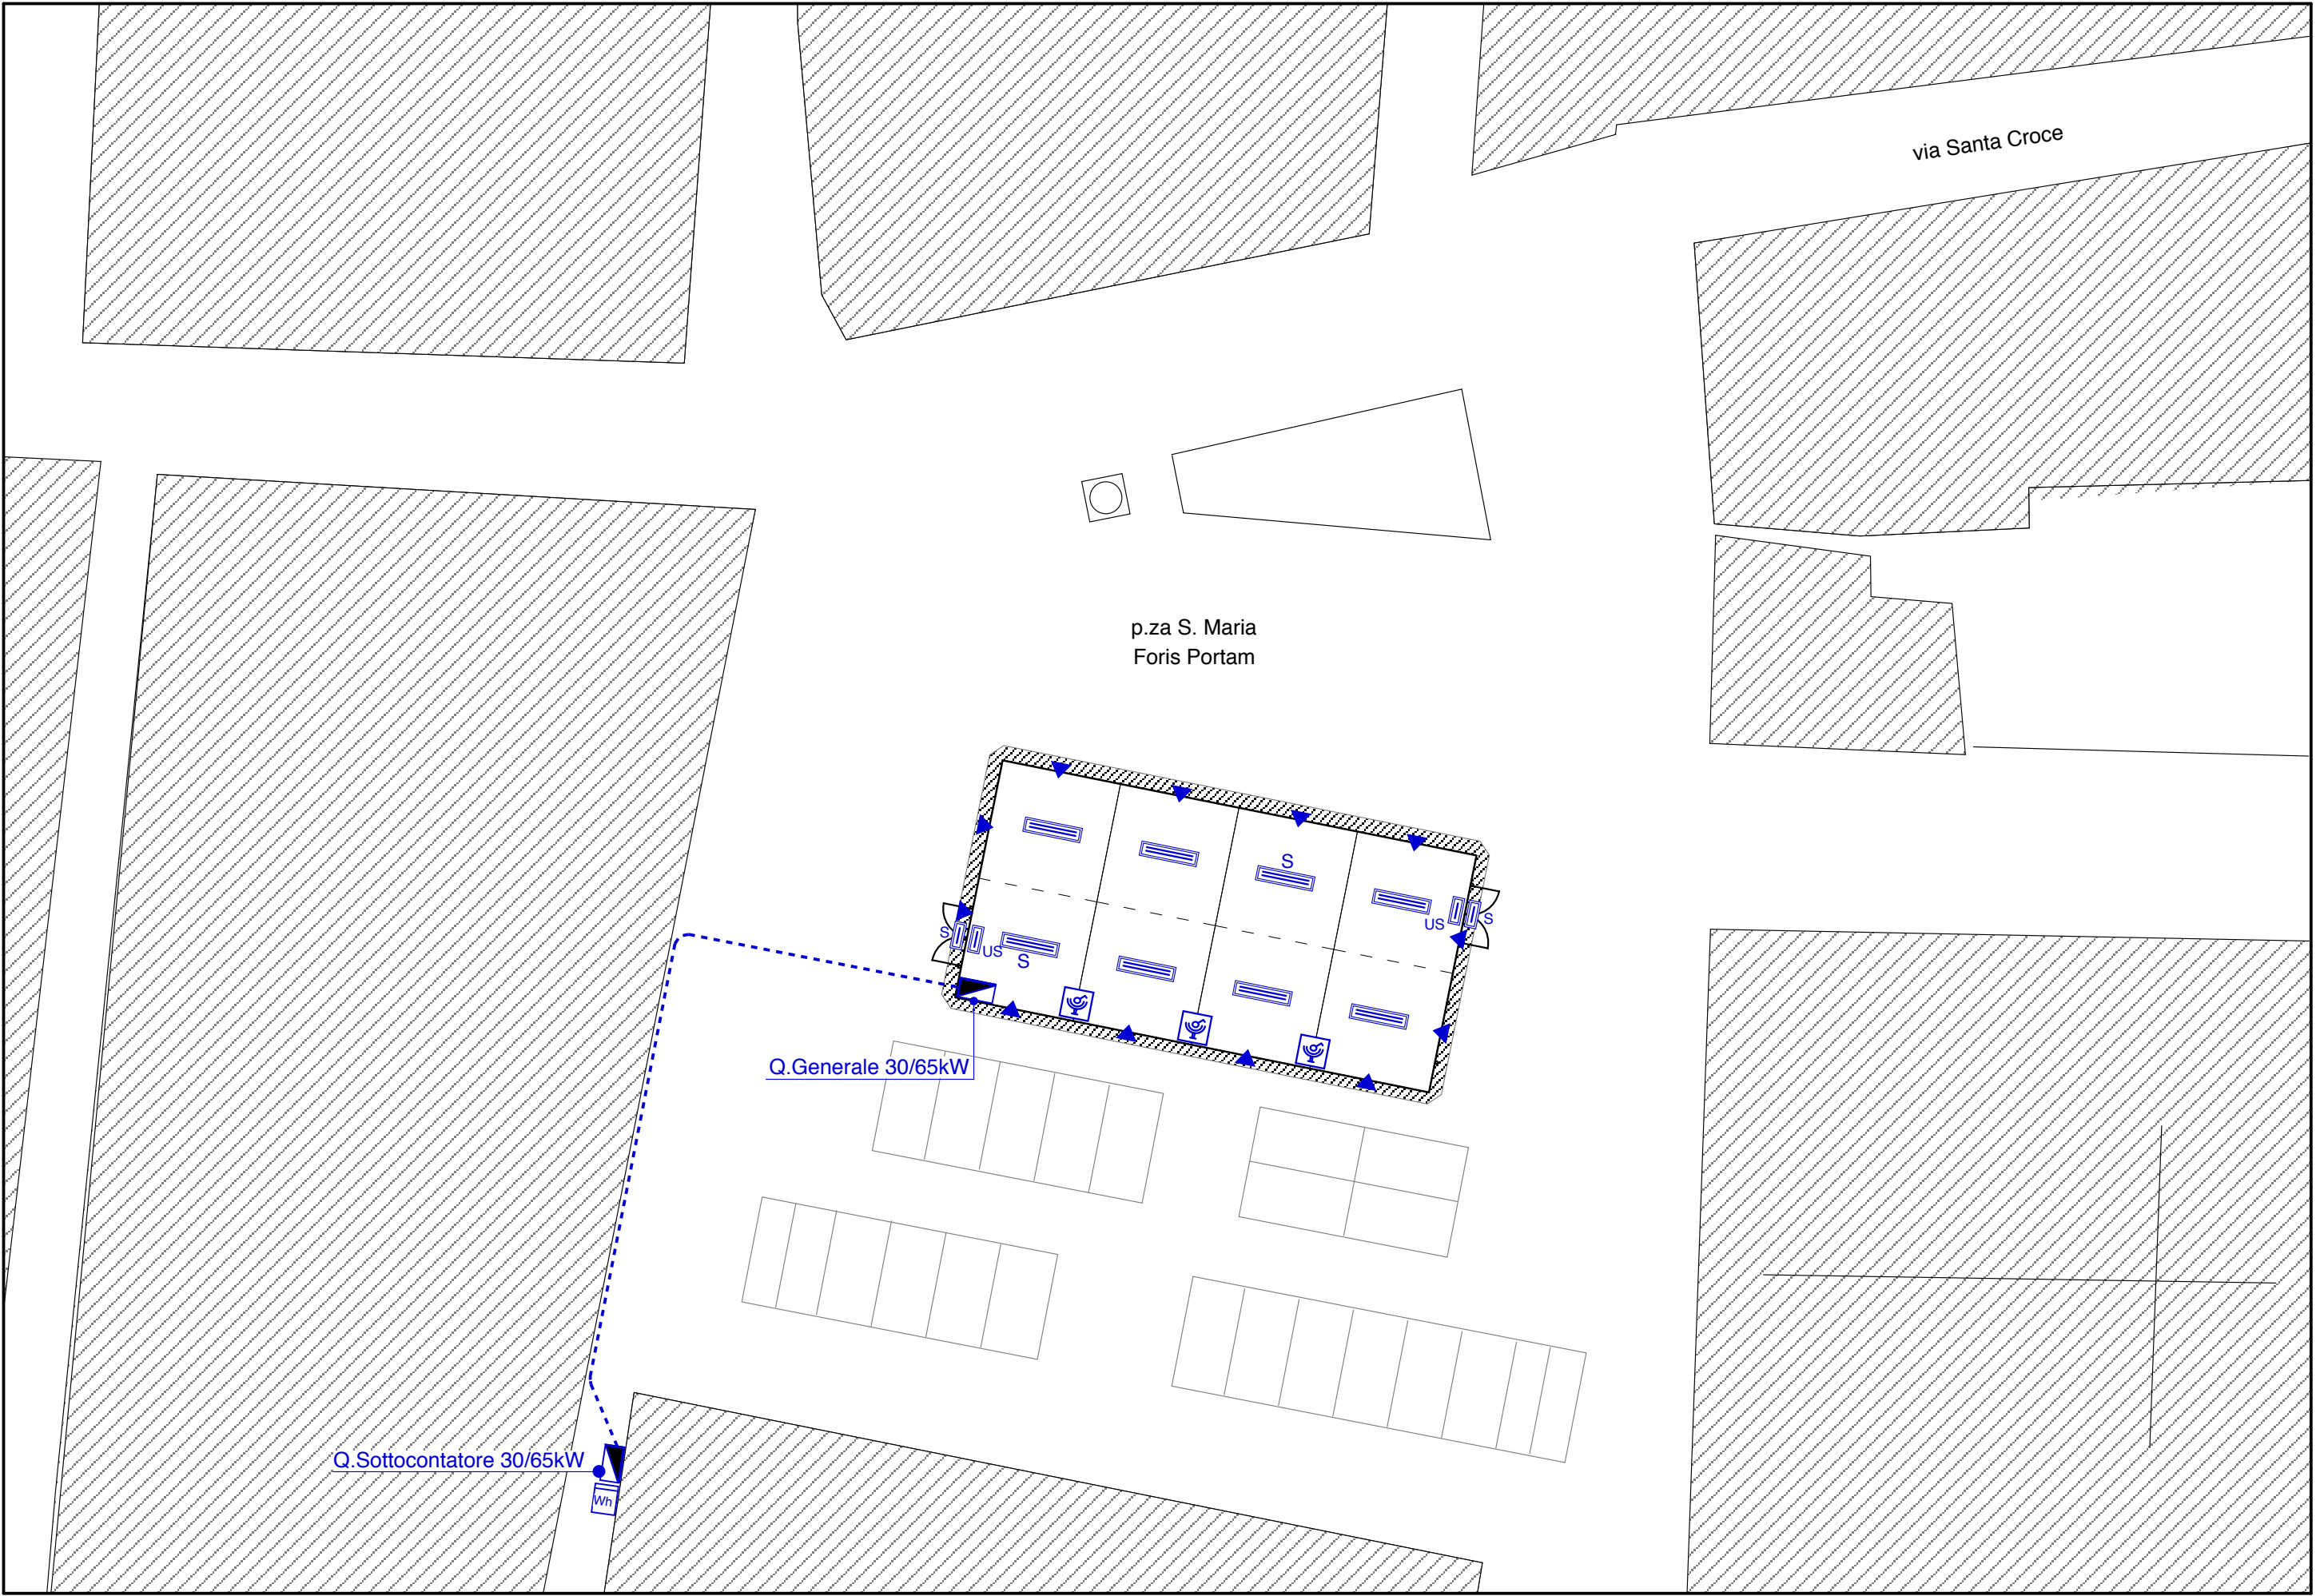 via Santa Croce
p.za S. Maria
Foris Portam
S
US
S
S
US
S
S
Q.Generale 30/65kW
Q.Sottocontatore 30/65kW
Wh